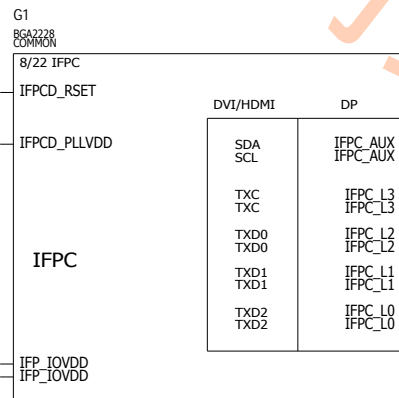 G1
BGA2228
COMMON
8/22 IFPC
IFPCD_RSET
DVI/HDMI DP
IFPCD_PLLVDD
SDA IFPC_AUX
SCL IFPC_AUX
TXC IFPC_L3
TXC IFPC_L3
TXD0 IFPC_L2
TXD0 IFPC_L2
IFPC
TXD1 IFPC_L1
TXD1 IFPC_L1
TXD2 IFPC_L0
TXD2 IFPC_L0
IFP_IOVDD
IFP_IOVDD